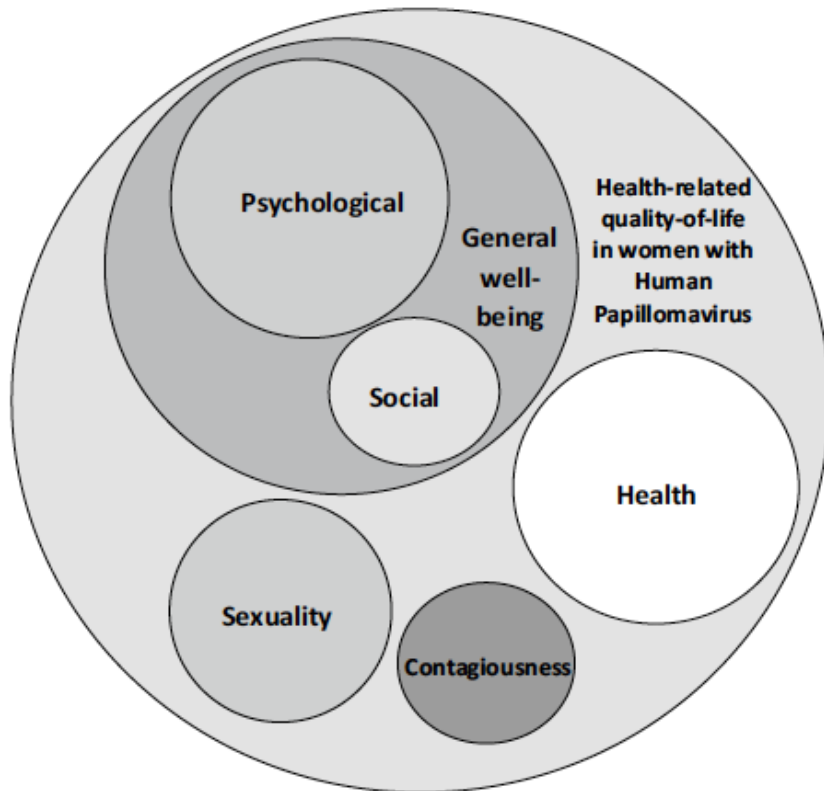 Psychological
General
well-
being
Social
Health-related
quality-of-life
in women with
Human
Papillomavirus
Health
Sexuality
Contagiousness